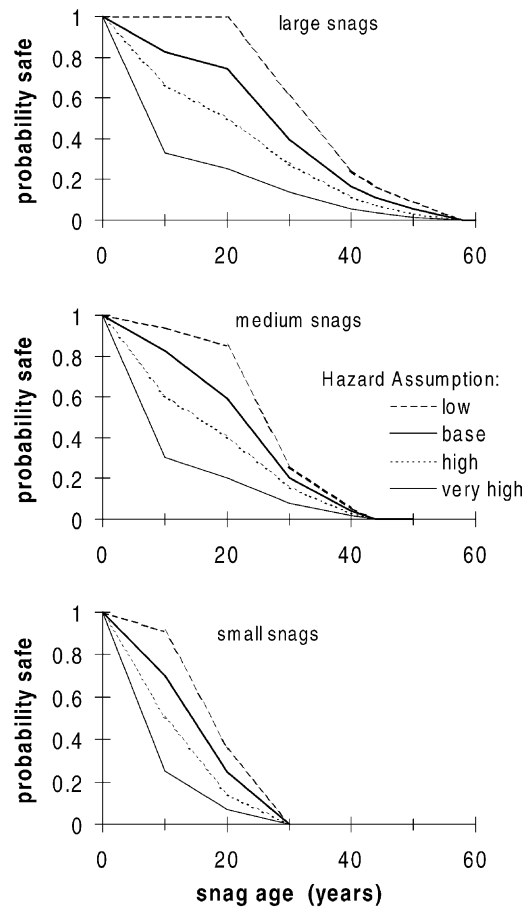 large snags
probability safe
1
0.8
0.6
0.4
0.2
0
0 20 40 60
medium snags
probability safe
1
0.8
0.6
0.4
0.2
0
Hazard Assumption:
low
base
high
very high
0 20 40 60
small snags
probability safe
1
0.8
0.6
0.4
0.2
0
0 20 40 60
snag age (years)